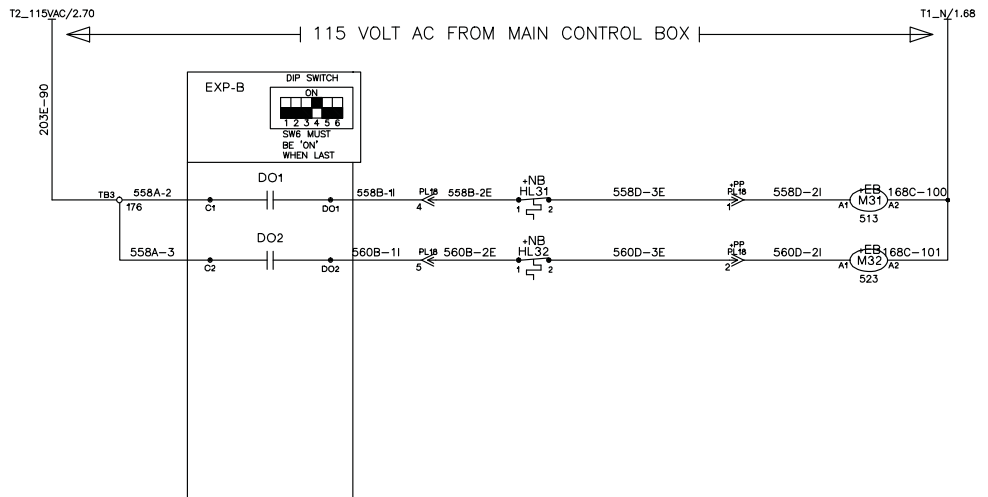 T2_115VAC/2.70
T1_N/1.68
115 VOLT AC FROM MAIN CONTROL BOX
203E-90
EXP-B
DIP SWITCH
ON
1 2 3 4 5 6
SW6 MUST
BE 'ON'
WHEN LAST
TB3
176
558A-2
C1
DO1
DO1
558B-1I
PL18
4
558B-2E
+NB
HL31
1 2
558D-3E
+PP
PL18
1
558D-2I
+EB
M31
A1 A2
513
168C-100
558A-3
C2
DO2
DO2
560B-1I
PL18
5
560B-2E
+NB
HL32
1 2
560D-3E
+PP
PL18
2
560D-2I
+EB
M32
A1 A2
523
168C-101